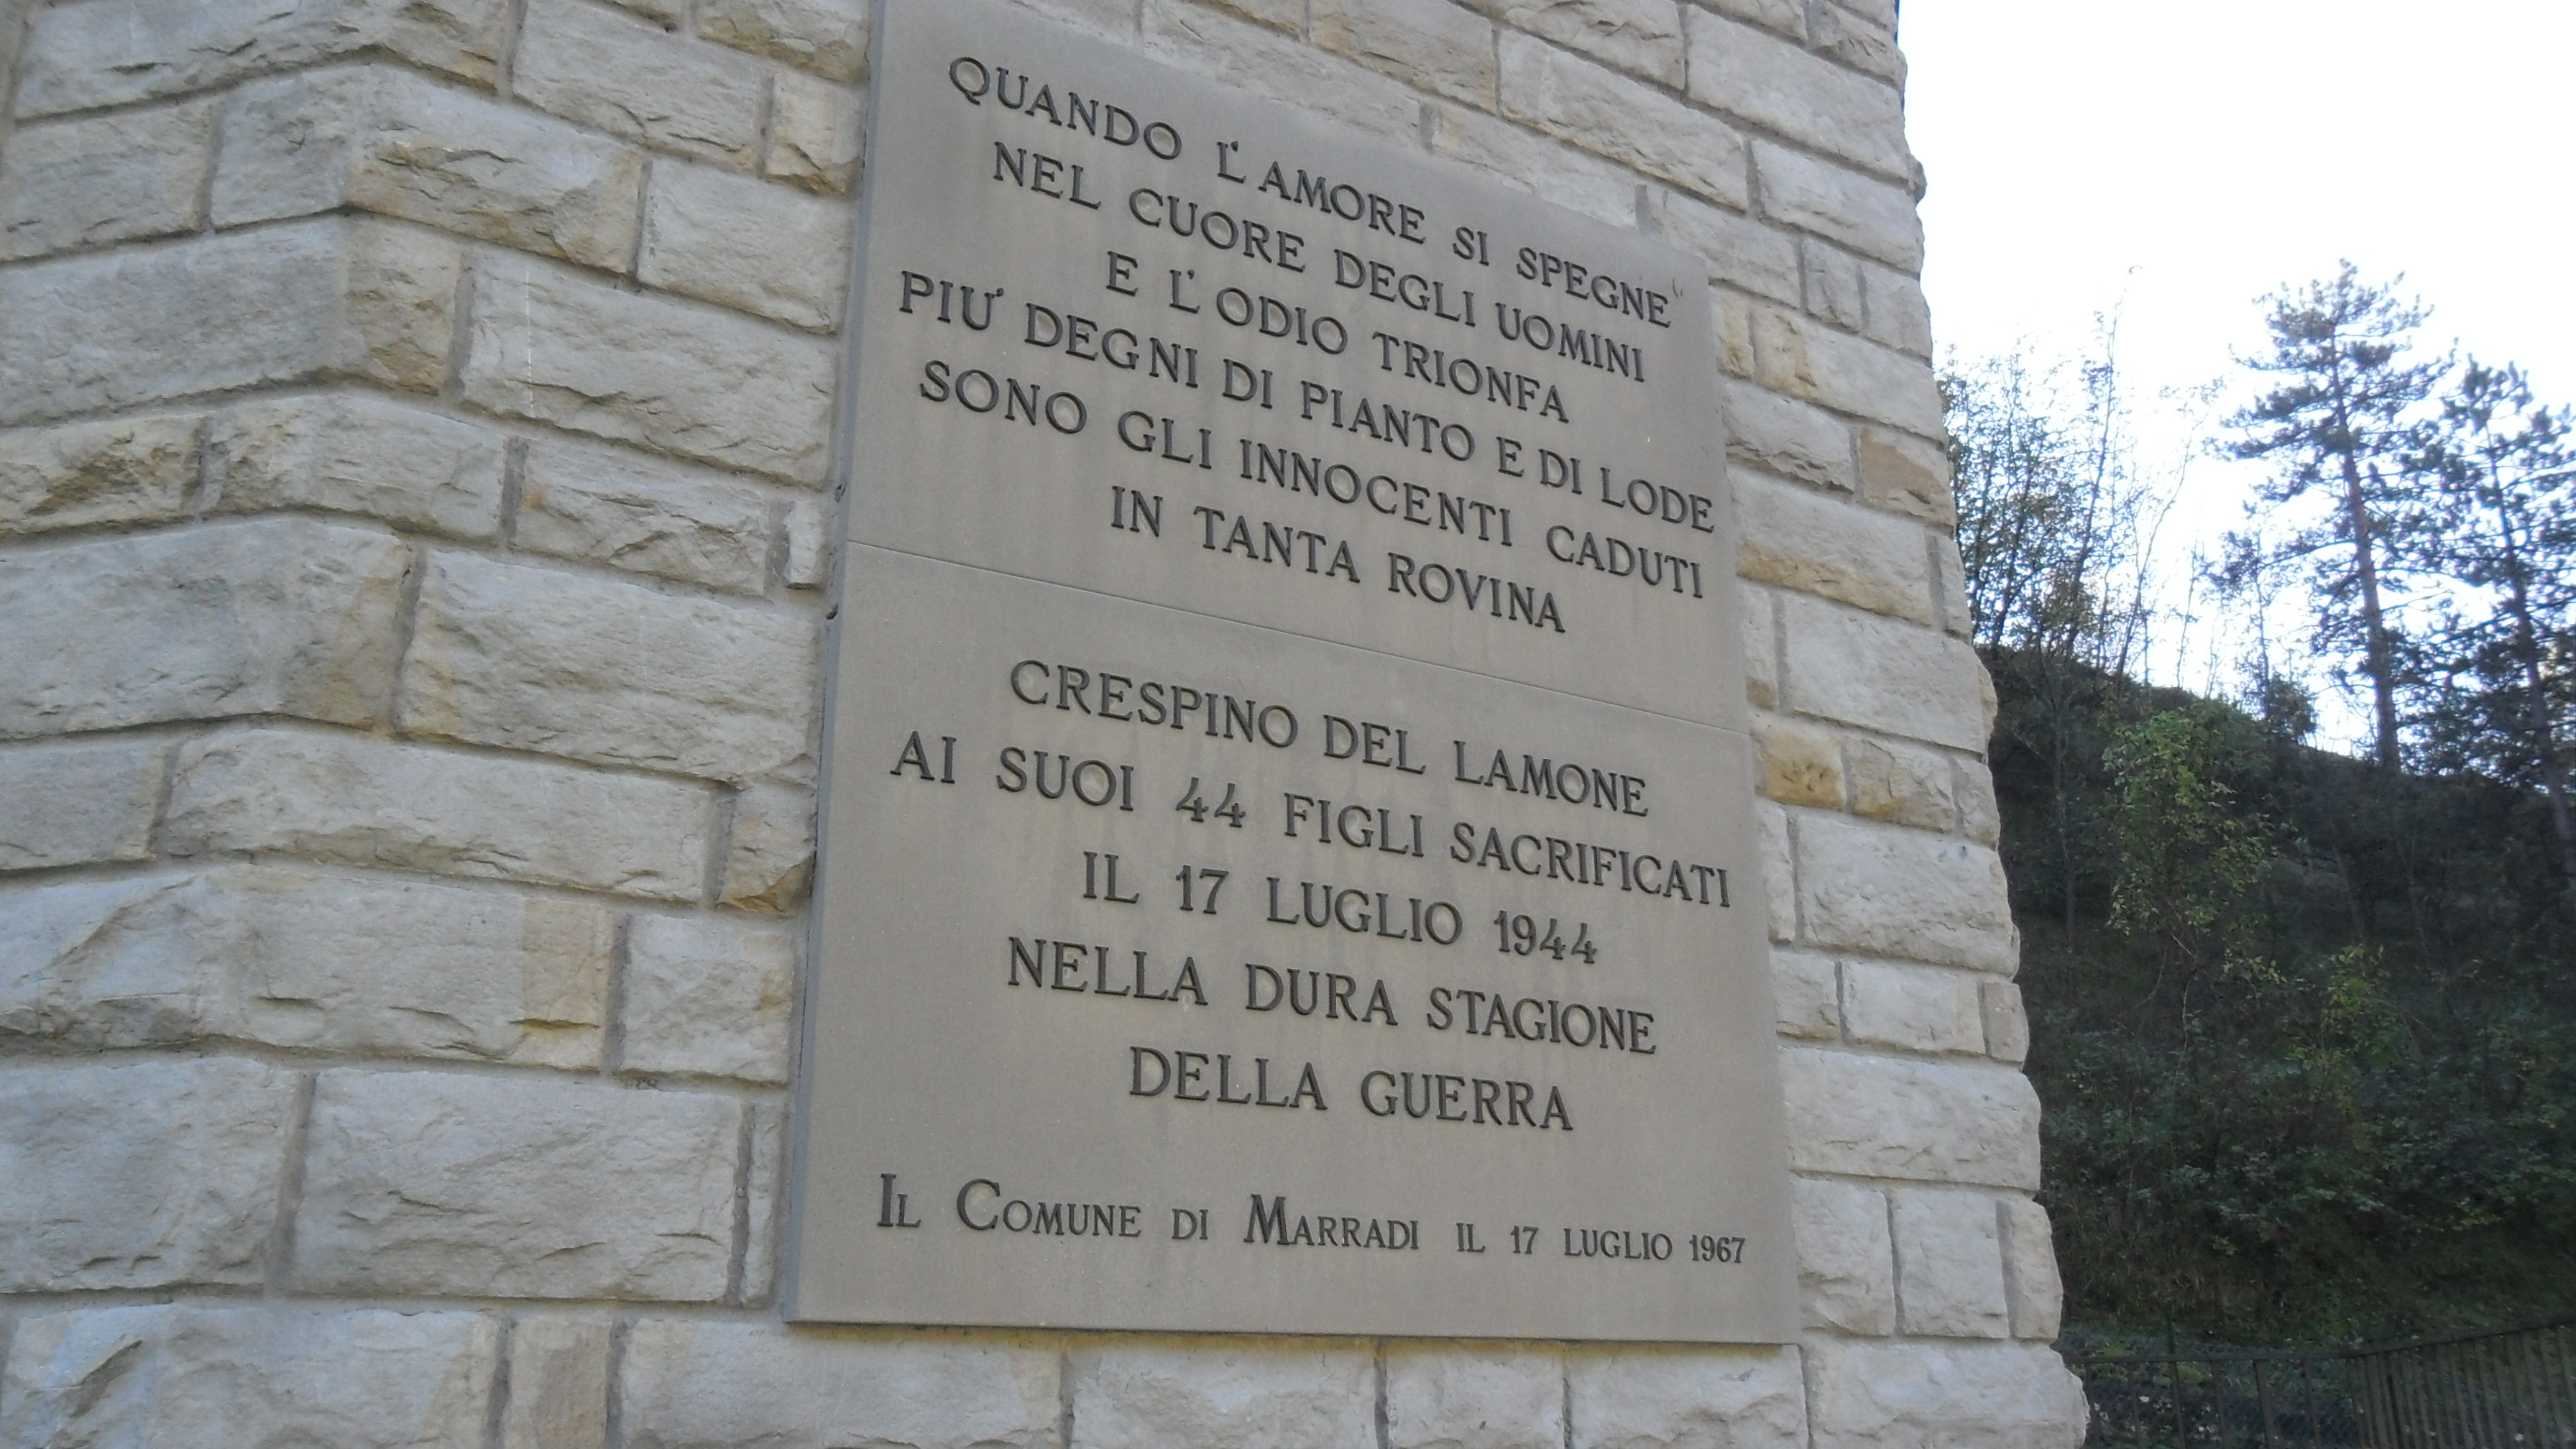 QUANDO L'AMORE SI SPEGNE
NEL CUORE DEGLI UOMINI
E L'ODIO TRIONFA
PIU' DEGNI DI PIANTO E DI LODE
SONO GLI INNOCENTI CADUTI
IN TANTA ROVINA
CRESPINO DEL LAMONE
AI SUOI 44 FIGLI SACRIFICATI
IL 17 LUGLIO 1944
NELLA DURA STAGIONE
DELLA GUERRA
IL COMUNE DI MARRADI IL 17 LUGLIO 1967